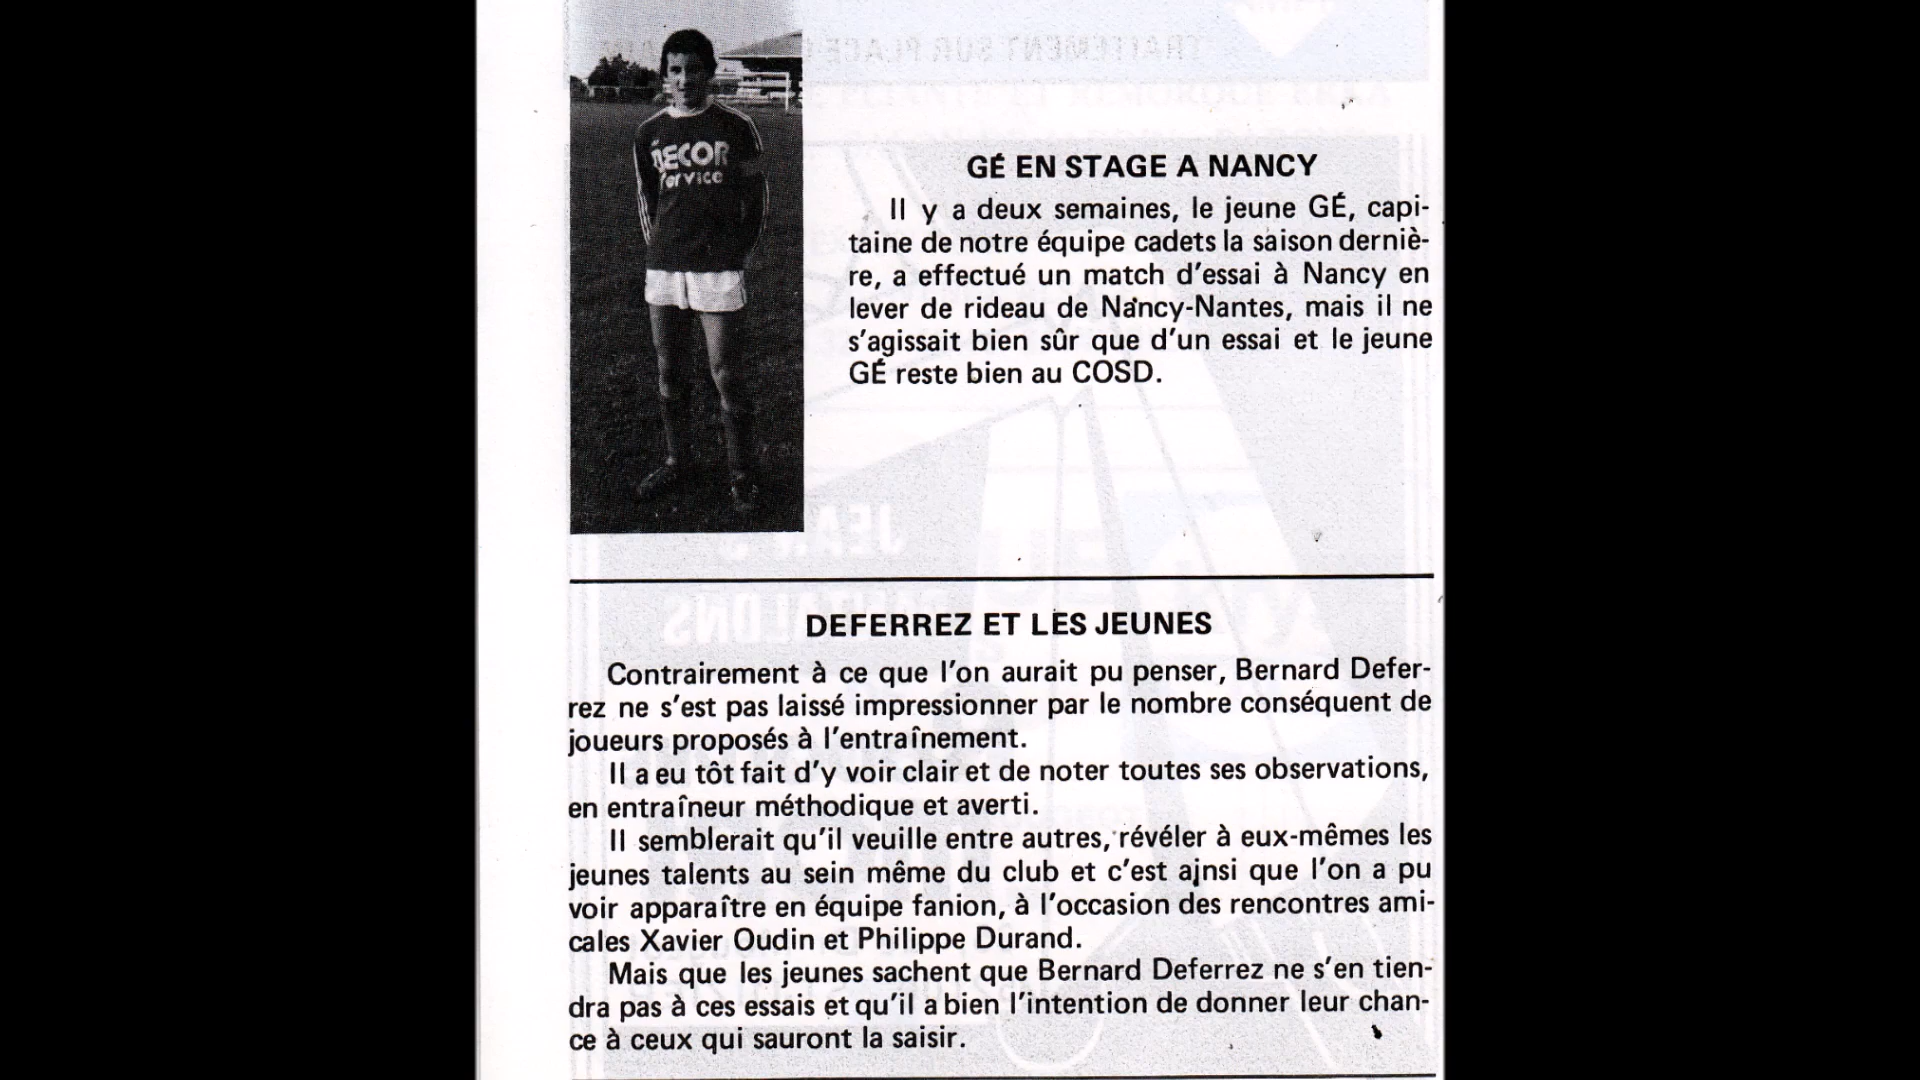 DECOR
Service
GÉ EN STAGE A NANCY
Il y a deux semaines, le jeune GÉ, capi-
taine de notre équipe cadets la saison derniè-
re, a effectué un match d'essai à Nancy en
lever de rideau de Nancy-Nantes, mais il ne
s'agissait bien sûr que d'un essai et le jeune
GÉ reste bien au COSD.
DEFERREZ ET LES JEUNES
Contrairement à ce que l'on aurait pu penser, Bernard Defer-
rez ne s'est pas laissé impressionner par le nombre conséquent de
joueurs proposés à l'entraînement.
Il a eu tôt fait d'y voir clair et de noter toutes ses observations,
en entraîneur méthodique et averti.
Il semblerait qu'il veuille entre autres, révéler à eux-mêmes les
jeunes talents au sein même du club et c'est ajnsi que l'on a pu
voir apparaître en équipe fanion, à l'occasion des rencontres ami-
cales Xavier Oudin et Philippe Durand.
Mais que les jeunes sachent que Bernard Deferrez ne s'en tien-
dra pas à ces essais et qu'il a bien l'intention de donner leur chan-
ce à ceux qui sauront la saisir.
TRAITEMENT SUR PLACE
JEAN'S
PANTALONS